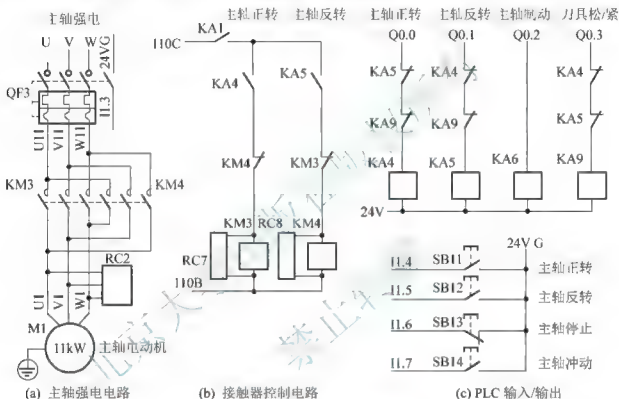 主轴强电
U V W
24VG
QF3
I1.3
U11
V11
W11
KM3
KM4
RC2
U1
V1
W1
M1
11kW
主轴电动机
(a) 主轴强电电路
主轴正转 主轴反转
110C
KA1
KA4
KA5
KM4
KM3
KM3
RC8
KM4
RC7
110B
(b) 接触器控制电路
主轴正转 主轴反转 主轴制动 刀具松/紧
Q0.0 Q0.1 Q0.2 Q0.3
KA5
KA4
KA9
KA9
KA5
KA4
KA5
KA6
KA9
24V
24V G
I1.4 SB11 主轴正转
I1.5 SB12 主轴反转
I1.6 SB13 主轴停止
I1.7 SB14 主轴冲动
(c) PLC 输入/输出